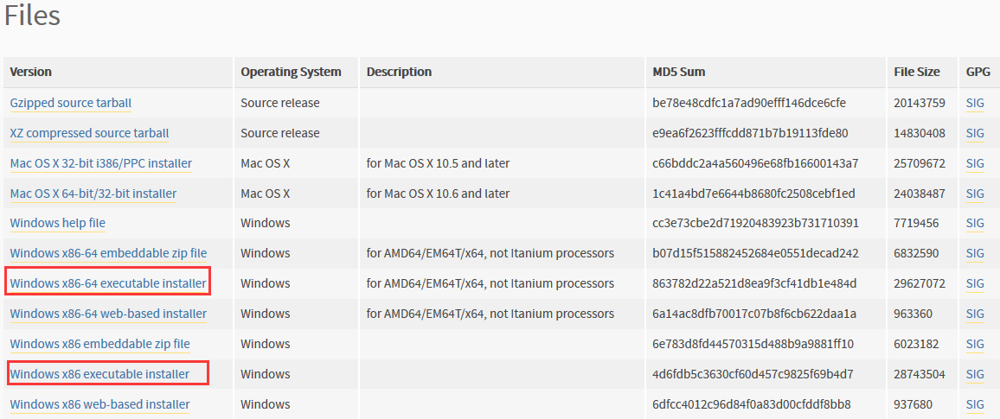 Files
Version Operating System Description MD5 Sum File Size GPG
Gzipped source tarball Source release be78e48cdfc1a7ad90efff146dce6cfe 20143759 SIG
XZ compressed source tarball Source release e9ea6f2623fffcdd871b7b19113fde80 14830408 SIG
Mac OS X 32-bit i386/PPC installer Mac OS X for Mac OS X 10.5 and later c66bddc2a4a560496e68fb16600143a7 25709672 SIG
Mac OS X 64-bit/32-bit installer Mac OS X for Mac OS X 10.6 and later 1c41a4bd7e6644b8680fc2508cebf1ed 24038487 SIG
Windows help file Windows cc3e73cbe2d71920483923b731710391 7719456 SIG
Windows x86-64 embeddable zip file Windows for AMD64/EM64T/x64, not Itanium processors b07d15f515882452684e0551decad242 6832590 SIG
Windows x86-64 executable installer Windows for AMD64/EM64T/x64, not Itanium processors 863782d22a521d8ea9f3cf41db1e484d 29627072 SIG
Windows x86-64 web-based installer Windows for AMD64/EM64T/x64, not Itanium processors 6a14ac8dfb70017c07b8f6cb622daa1a 963360 SIG
Windows x86 embeddable zip file Windows 6e783d8fd44570315d488b9a9881ff10 6023182 SIG
Windows x86 executable installer Windows 4d6fdb5c3630cf60d457c9825f69b4d7 28743504 SIG
Windows x86 web-based installer Windows 6dfcc4012c96d84f0a83d00cfddf8bb8 937680 SIG